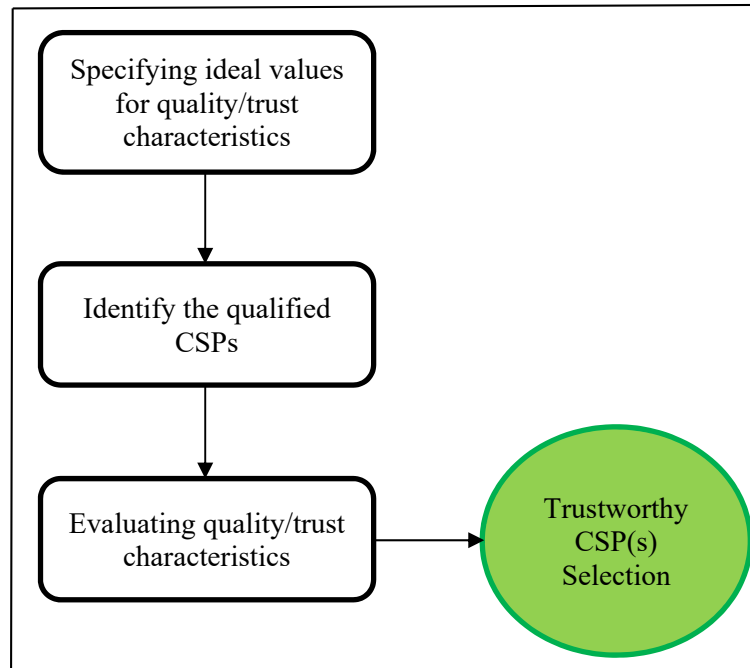 Specifying ideal values
for quality/trust
characteristics
Identify the qualified
CSPs
Evaluating quality/trust
characteristics
Trustworthy
CSP(s)
Selection